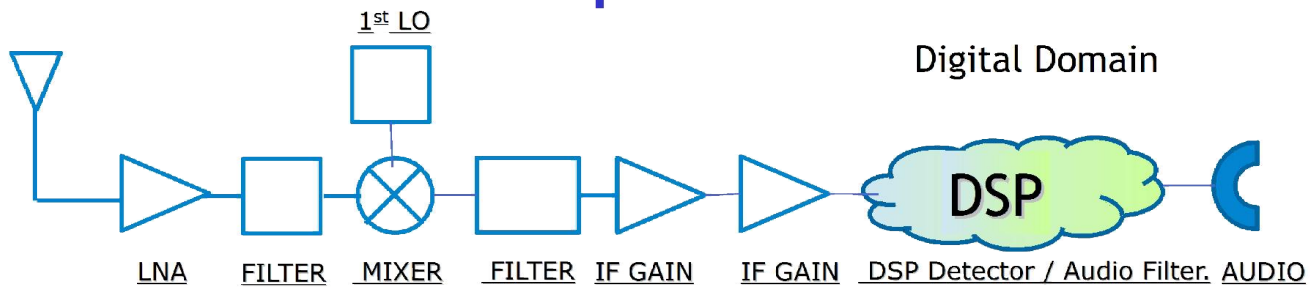 1st LO
Digital Domain
DSP
LNA FILTER MIXER FILTER IF GAIN IF GAIN DSP Detector / Audio Filter. AUDIO